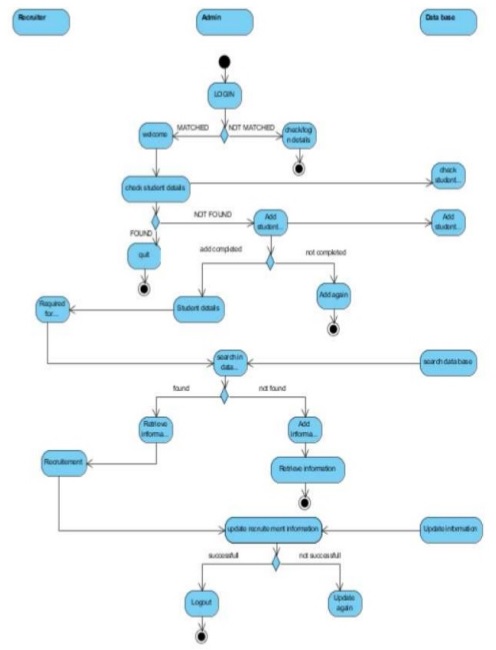 Recruiter
Admin
Data base
LOGIN
MATCHED
NOT MATCHED
welcome
check logi
n details
check student details
check
student...
NOT FOUND
Add
student...
Add
student...
FOUND
quit
add completed
not completed
Add again
Required
for...
Student details
search in
data...
search data base
found
not found
Retrieve
informa...
Add
informa...
Recruitement
Retrieve information
update recruitement information
Update information
successfull
not successfull
Logout
Update
again